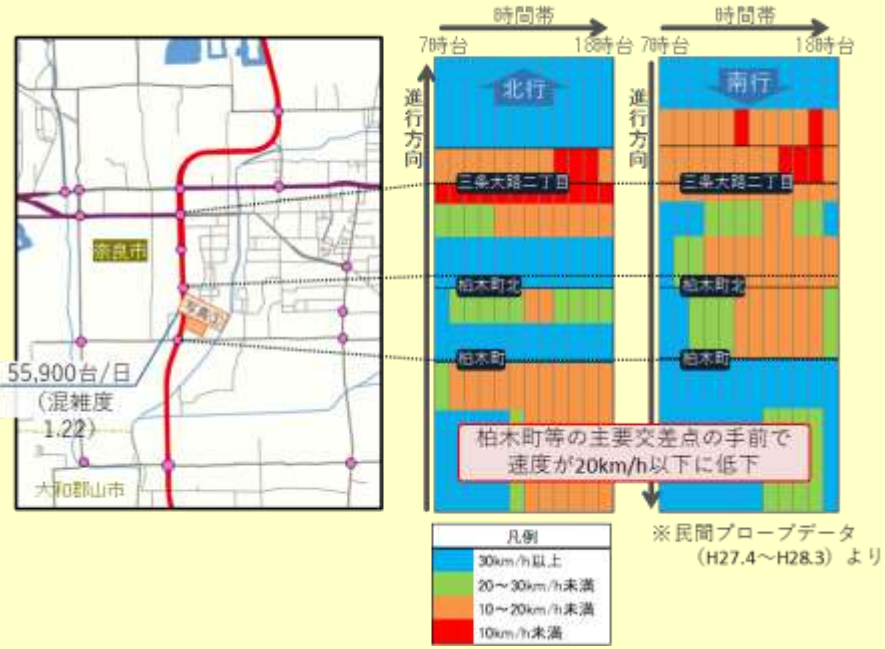 時間帯
時間帯
7時台
18時台
7時台
18時台
進行方向
北行
進行方向
南行
三条大路二丁目
三条大路二丁目
奈良市
柏木町北
柏木町北
写真①
柏木町
柏木町
55,900台/日
（混雑度
1.22）
大和郡山市
柏木町等の主要交差点の手前で
速度が20km/h以下に低下
凡例
30km/h以上
20～30km/h未満
10～20km/h未満
10km/h未満
※民間プローブデータ
（H27.4～H28.3）より